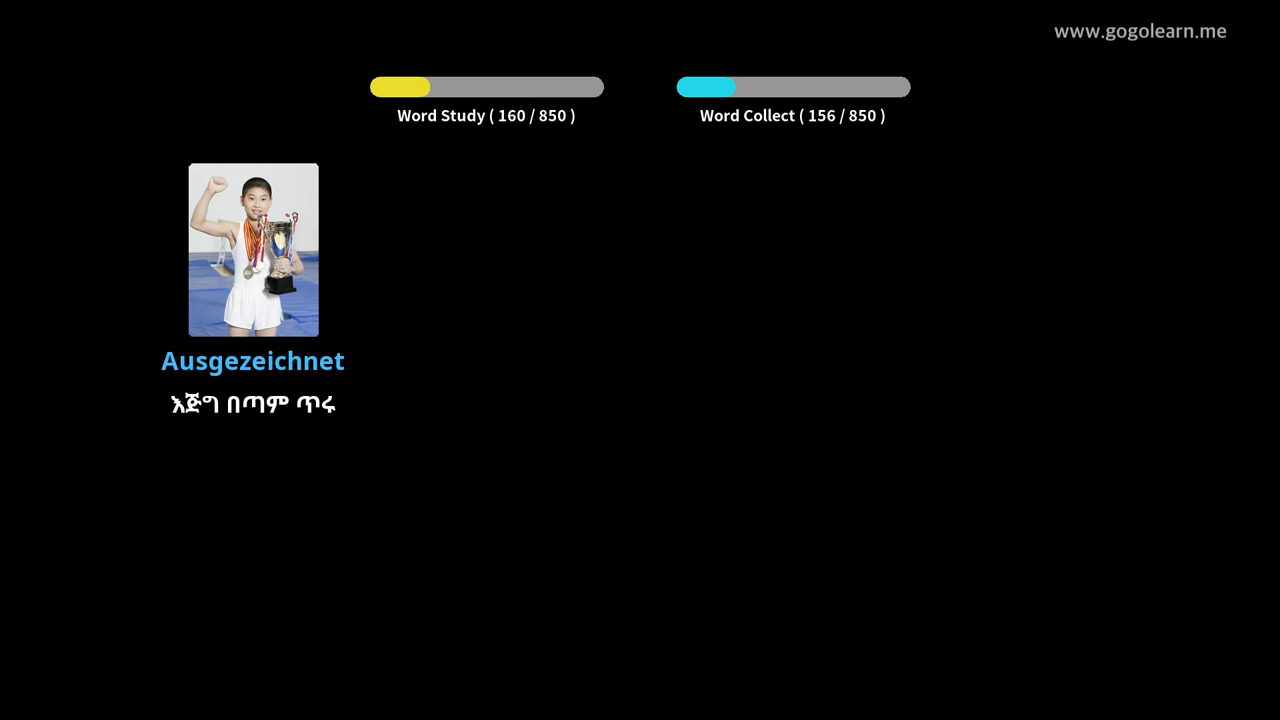 www.gogolearn.me
Word Study ( 160 / 850 )
Word Collect ( 156 / 850 )
Ausgezeichnet
እጅግ በጣም ጥሩ